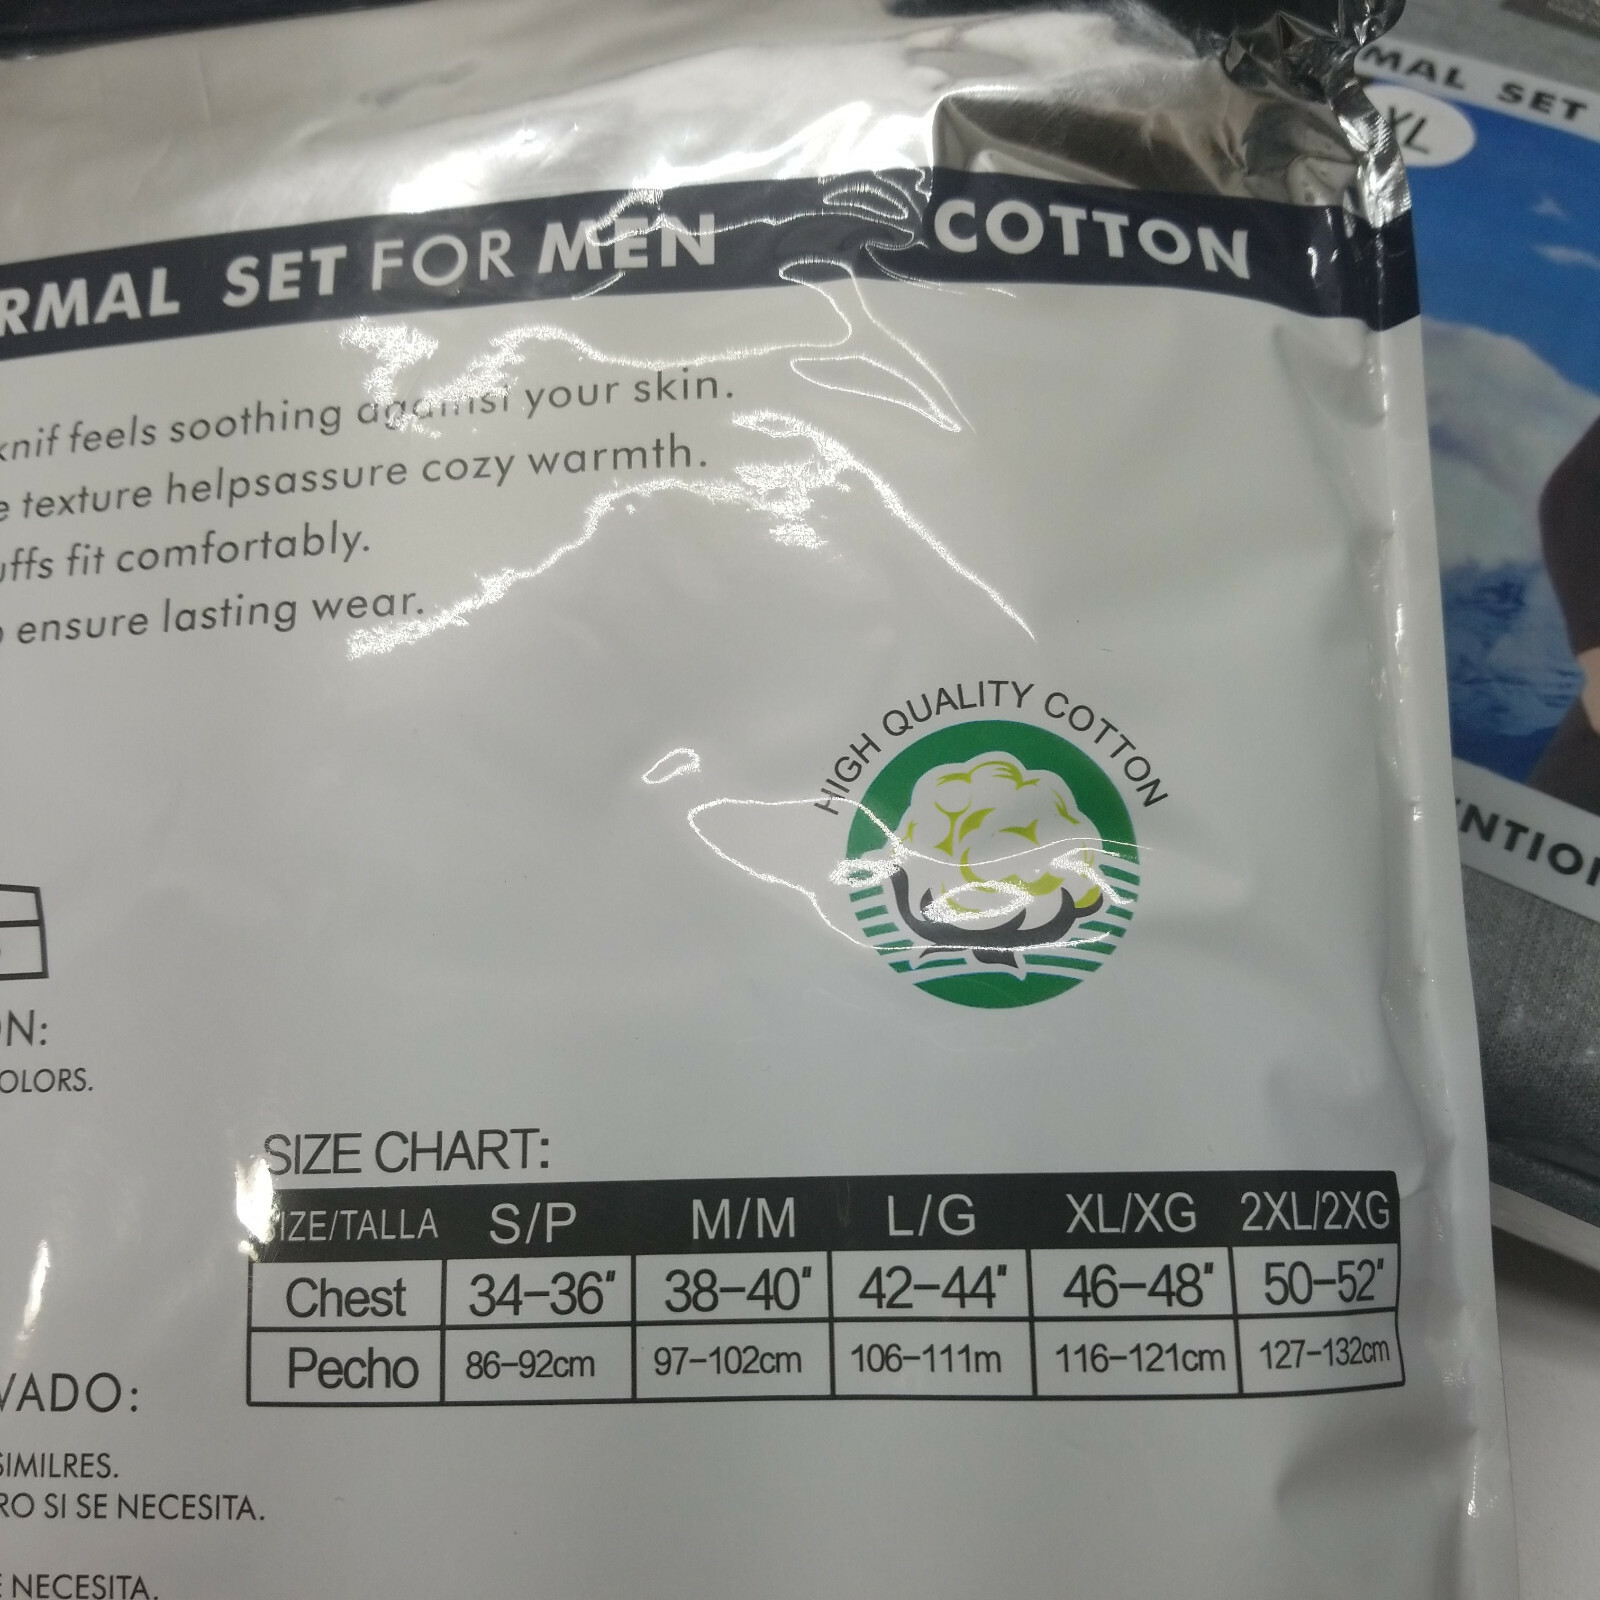 MAL SET
XL
RMAL SET FOR MEN COTTON
knif feels soothing against your skin.
e texture helpsassure cozy warmth.
uffs fit comfortably.
o ensure lasting wear.
HIGH QUALITY COTTON
NTION
ON:
OLORS.
SIZE CHART:
SIZE/TALLA S/P M/M L/G XL/XG 2XL/2XG
Chest 34–36" 38–40" 42–44" 46–48" 50–52"
Pecho 86–92cm 97–102cm 106–111m 116–121cm 127–132cm
VADO:
SIMILRES.
RO SI SE NECESITA.
E NECESITA.